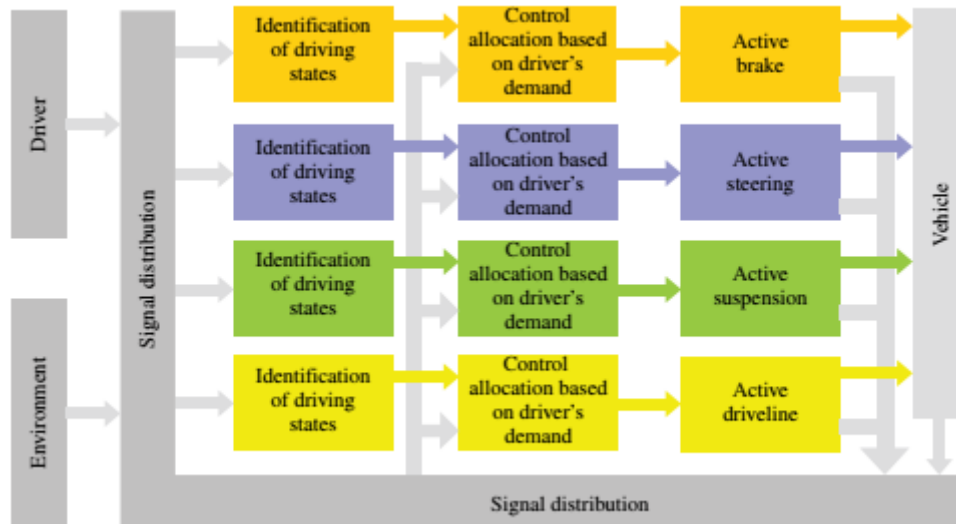 Driver
Environment
Signal distribution
Identification
of driving
states
Control
allocation based
on driver's
demand
Active
brake
Identification
of driving
states
Control
allocation based
on driver's
demand
Active
steering
Identification
of driving
states
Control
allocation based
on driver's
demand
Active
suspension
Identification
of driving
states
Control
allocation based
on driver's
demand
Active
driveline
Vehicle
Signal distribution